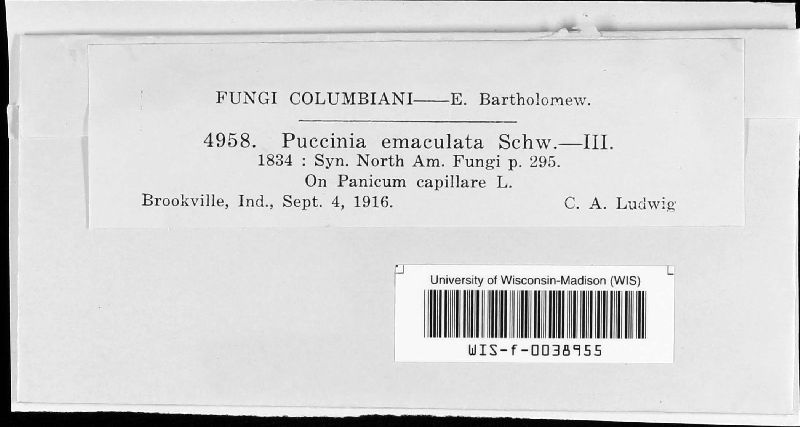 FUNGI COLUMBIANI——E. Bartholomew.
4958. Puccinia emaculata Schw.—III.
1834 : Syn. North Am. Fungi p. 295.
On Panicum capillare L.
Brookville, Ind., Sept. 4, 1916. C. A. Ludwig
University of Wisconsin-Madison (WIS)
WIS-f-0038955